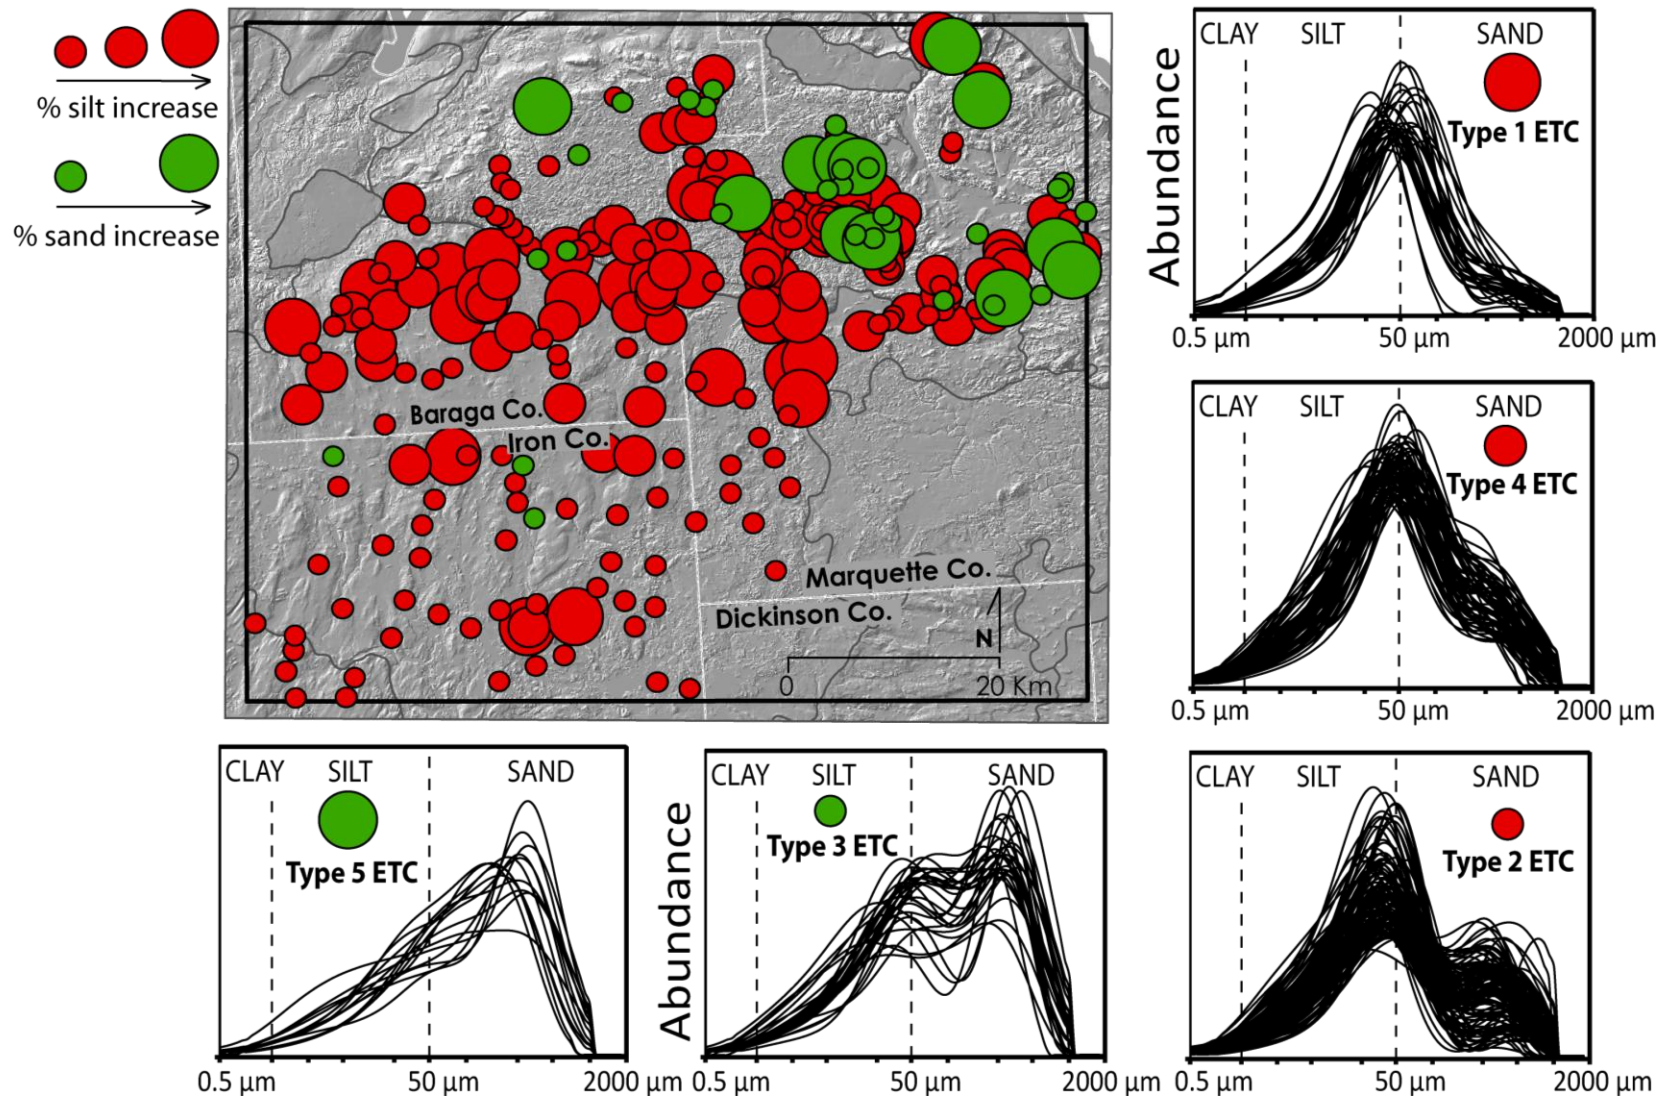 % silt increase
% sand increase
Baraga Co.
Iron Co.
Marquette Co.
Dickinson Co.
N
0 20 Km
Abundance
CLAY SILT SAND
Type 1 ETC
0.5 µm 50 µm 2000 µm
CLAY SILT SAND
Type 4 ETC
0.5 µm 50 µm 2000 µm
CLAY SILT SAND
Type 5 ETC
0.5 µm 50 µm 2000 µm
Abundance
CLAY SILT SAND
Type 3 ETC
0.5 µm 50 µm 2000 µm
CLAY SILT SAND
Type 2 ETC
0.5 µm 50 µm 2000 µm